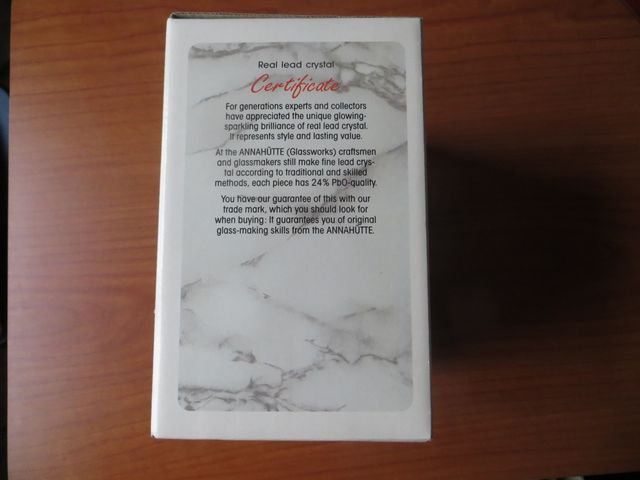 Real lead crystal
Certificate
For generations experts and collectors
have appreciated the unique glowing-
sparkling brilliance of real lead crystal.
It represents style and lasting value.
At the ANNAHÜTTE (Glassworks) craftsmen
and glassmakers still make fine lead crys-
tal according to traditional and skilled
methods, each piece has 24% PbO-quality.
You have our guarantee of this with our
trade mark, which you should look for
when buying: It guarantees you of original
glass-making skills from the ANNAHÜTTE.